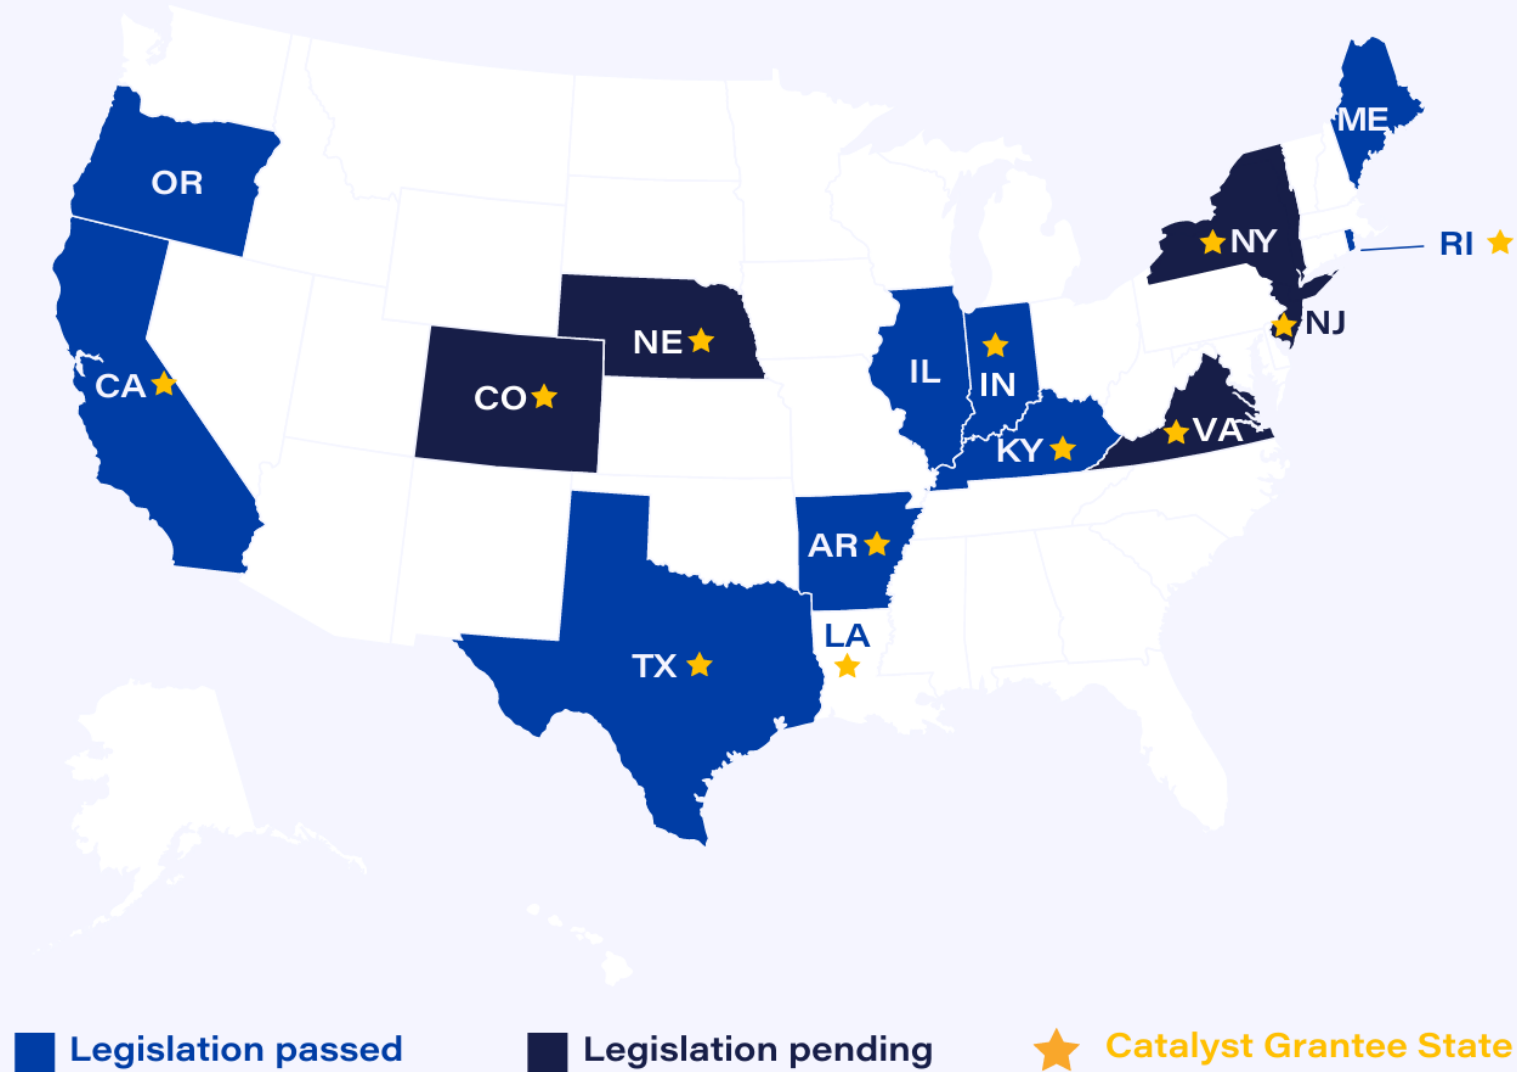 ME
OR
NY
RI
NJ
NE
IL
IN
CA
CO
VA
KY
AR
LA
TX
Legislation passed
Legislation pending
Catalyst Grantee State